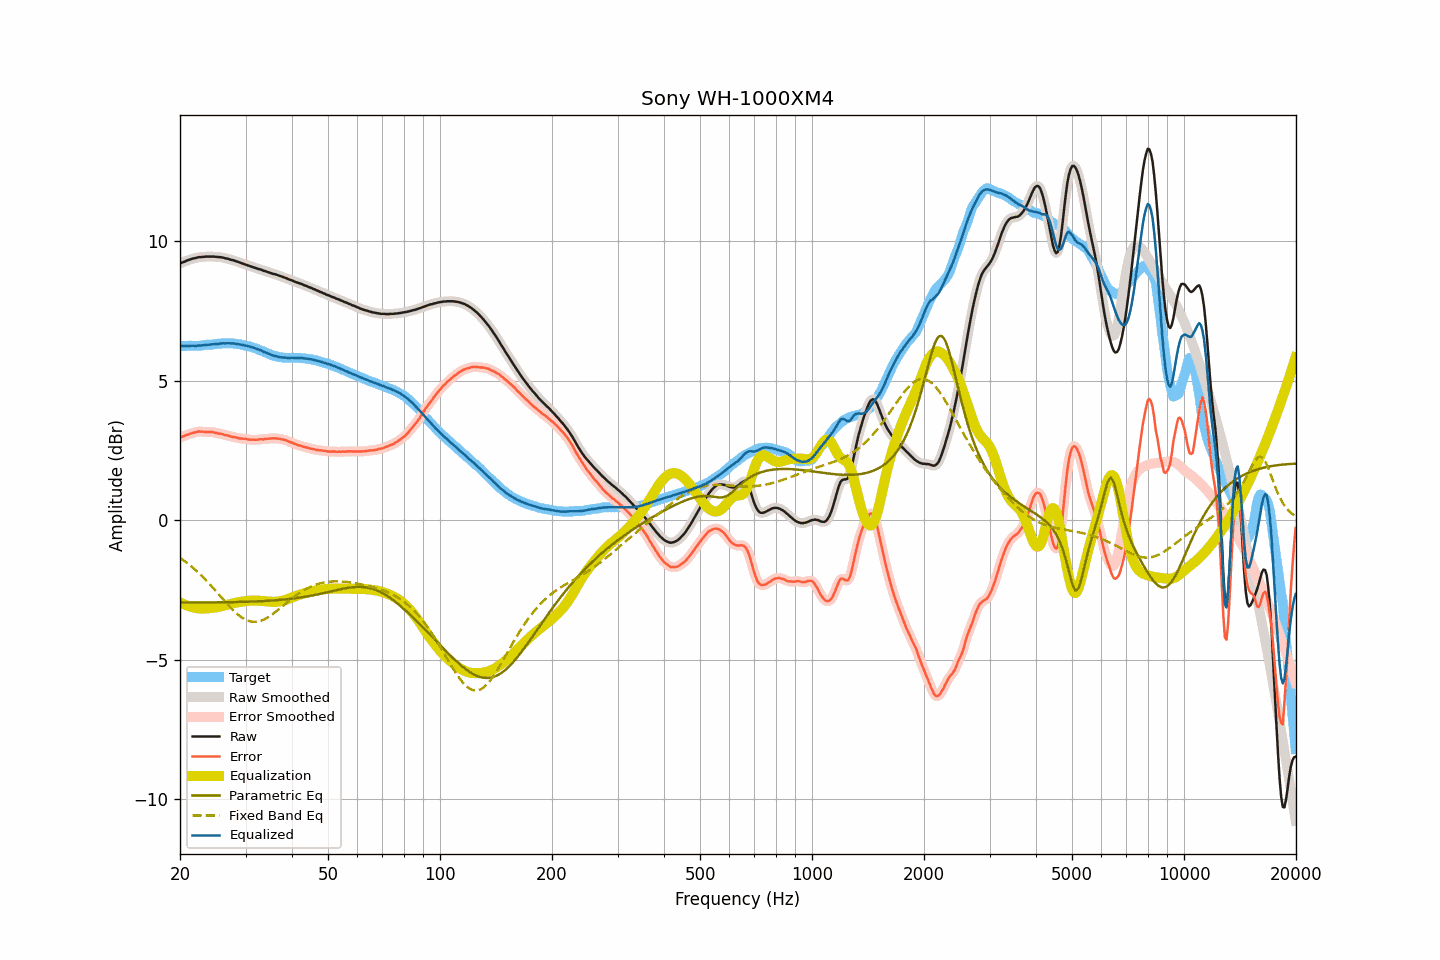 Sony WH-1000XM4
Amplitude (dBr)
10
5
0
−5
−10
Target
Raw Smoothed
Error Smoothed
Raw
Error
Equalization
Parametric Eq
Fixed Band Eq
Equalized
20 50 100 200 500 1000 2000 5000 10000 20000
Frequency (Hz)